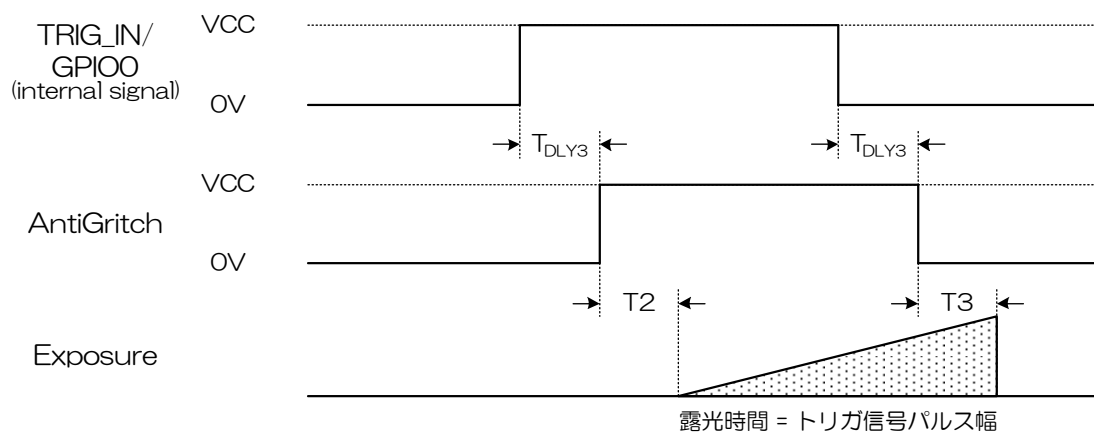 TRIG_IN/
GPIO0
(internal signal)
VCC
0V
TDLY3
TDLY3
AntiGritch
VCC
0V
T2
T3
Exposure
露光時間 = トリガ信号パルス幅